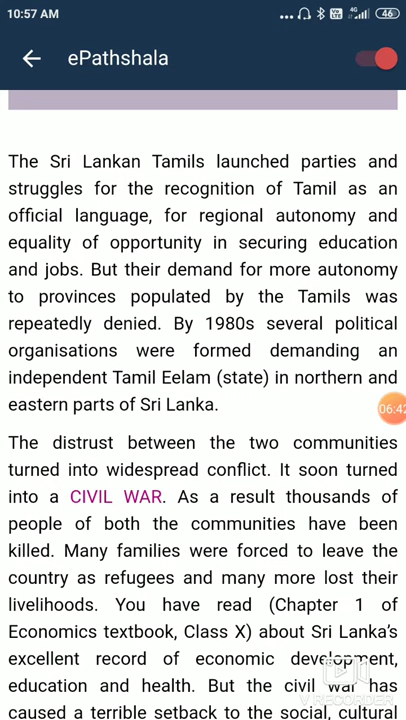 10:57 AM
4G
46
ePathshala
The Sri Lankan Tamils launched parties and
struggles for the recognition of Tamil as an
official language, for regional autonomy and
equality of opportunity in securing education
and jobs. But their demand for more autonomy
to provinces populated by the Tamils was
repeatedly denied. By 1980s several political
organisations were formed demanding an
independent Tamil Eelam (state) in northern and
eastern parts of Sri Lanka.
06:42
The distrust between the two communities
turned into widespread conflict. It soon turned
into a CIVIL WAR. As a result thousands of
people of both the communities have been
killed. Many families were forced to leave the
country as refugees and many more lost their
livelihoods. You have read (Chapter 1 of
Economics textbook, Class X) about Sri Lanka's
excellent record of economic development,
education and health. But the civil war has
V RECORDER
caused a terrible setback to the social, cultural